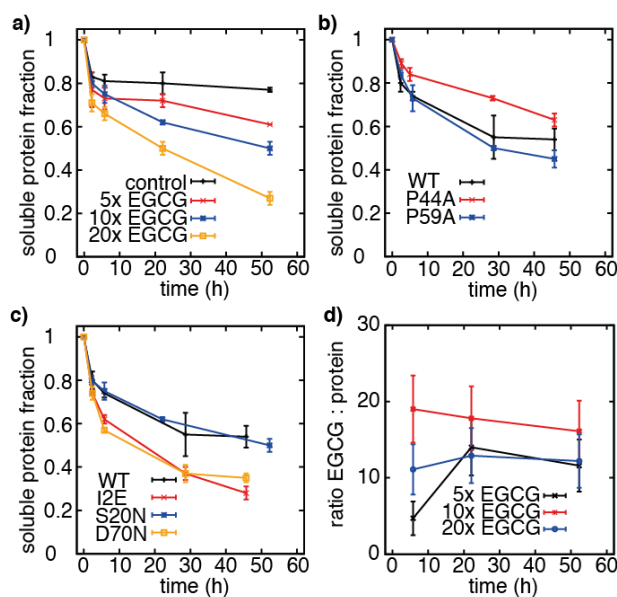 a)
soluble protein fraction
1
0.8
0.6
0.4
0.2
0
control
5x EGCG
10x EGCG
20x EGCG
0 10 20 30 40 50 60
time (h)
b)
soluble protein fraction
1
0.8
0.6
0.4
0.2
0
WT
P44A
P59A
0 10 20 30 40 50 60
time (h)
c)
soluble protein fraction
1
0.8
0.6
0.4
0.2
0
WT
I2E
S20N
D70N
0 10 20 30 40 50 60
time (h)
d)
ratio EGCG : protein
30
20
10
0
5x EGCG
10x EGCG
20x EGCG
0 10 20 30 40 50 60
time (h)